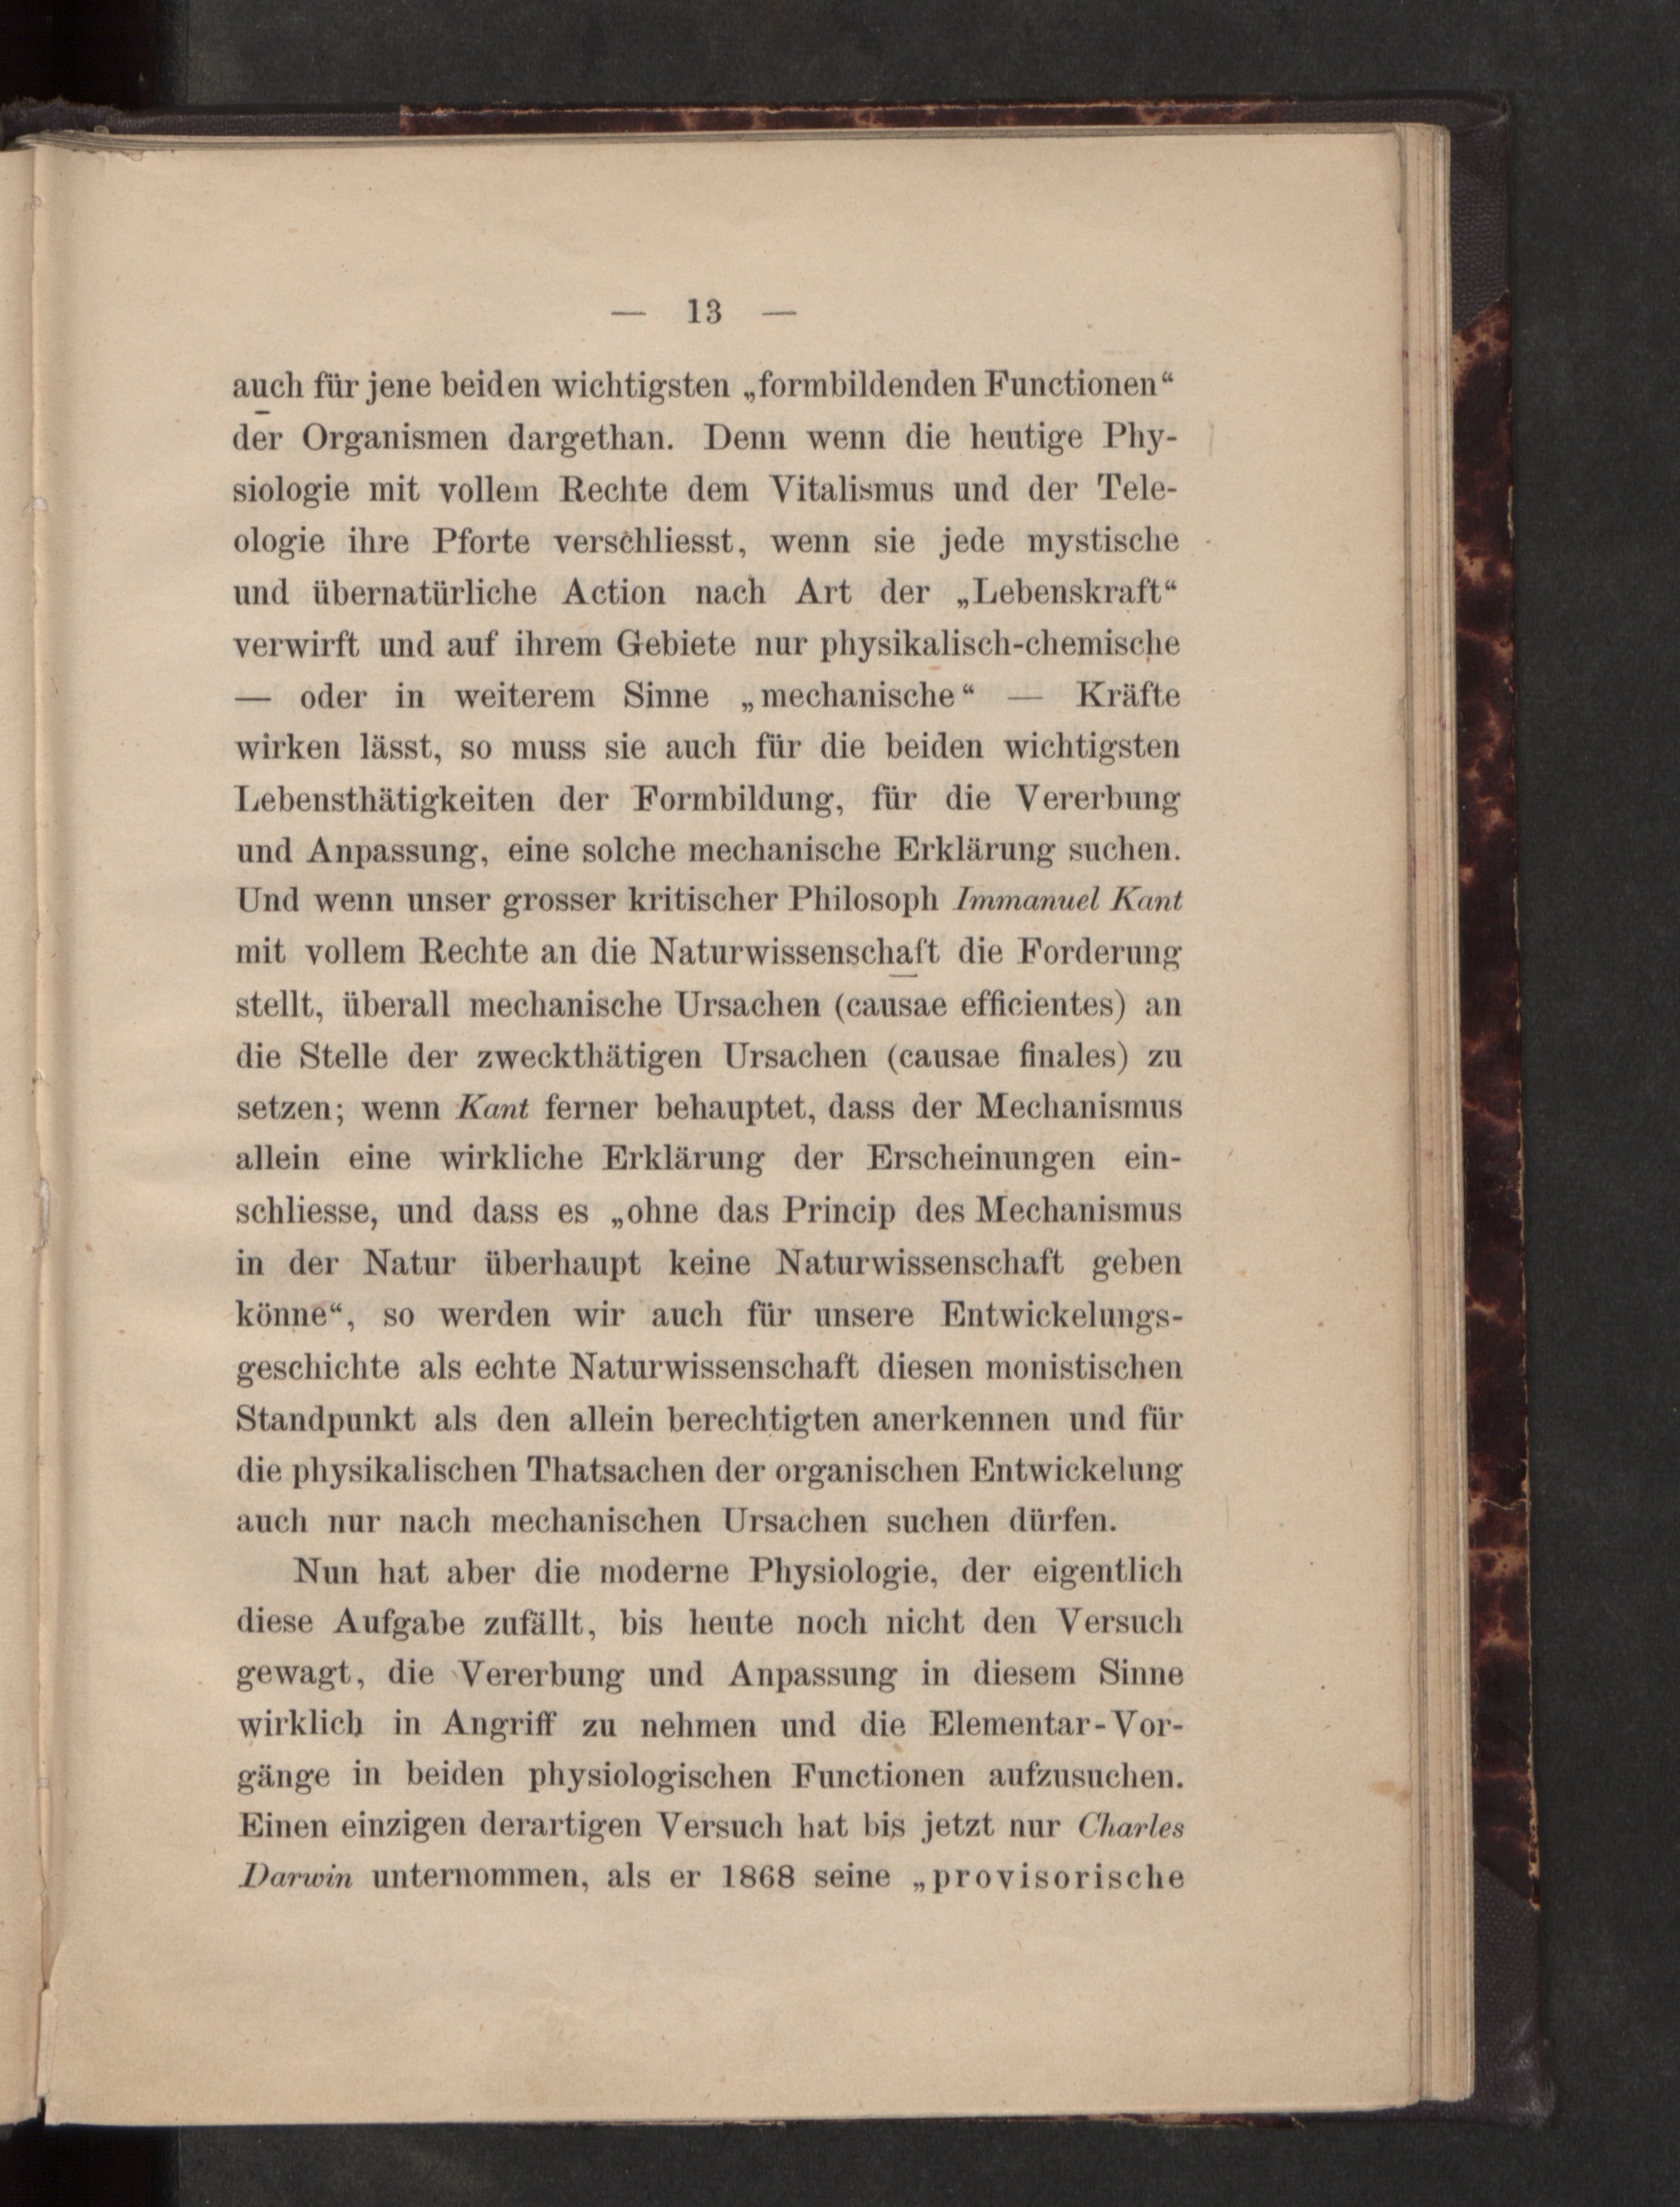 — 13 —
auch für jene beiden wichtigsten „formbildenden Functionen“
der Organismen dargethan. Denn wenn die heutige Phy-
siologie mit vollem Rechte dem Vitalismus und der Tele-
ologie ihre Pforte verschliesst, wenn sie jede mystische
und übernatürliche Action nach Art der „Lebenskraft“
verwirft und auf ihrem Gebiete nur physikalisch-chemische
— oder in weiterem Sinne „mechanische“ — Kräfte
wirken lässt, so muss sie auch für die beiden wichtigsten
Lebensthätigkeiten der Formbildung, für die Vererbung
und Anpassung, eine solche mechanische Erklärung suchen.
Und wenn unser grosser kritischer Philosoph Immanuel Kant
mit vollem Rechte an die Naturwissenschaft die Forderung
stellt, überall mechanische Ursachen (causae efficientes) an
die Stelle der zweckthätigen Ursachen (causae finales) zu
setzen; wenn Kant ferner behauptet, dass der Mechanismus
allein eine wirkliche Erklärung der Erscheinungen ein-
schliesse, und dass es „ohne das Princip des Mechanismus
in der Natur überhaupt keine Naturwissenschaft geben
könne“, so werden wir auch für unsere Entwickelungs-
geschichte als echte Naturwissenschaft diesen monistischen
Standpunkt als den allein berechtigten anerkennen und für
die physikalischen Thatsachen der organischen Entwickelung
auch nur nach mechanischen Ursachen suchen dürfen.
Nun hat aber die moderne Physiologie, der eigentlich
diese Aufgabe zufällt, bis heute noch nicht den Versuch
gewagt, die Vererbung und Anpassung in diesem Sinne
wirklich in Angriff zu nehmen und die Elementar-Vor-
gänge in beiden physiologischen Functionen aufzusuchen.
Einen einzigen derartigen Versuch hat bis jetzt nur Charles
Darwin unternommen, als er 1868 seine „provisorische